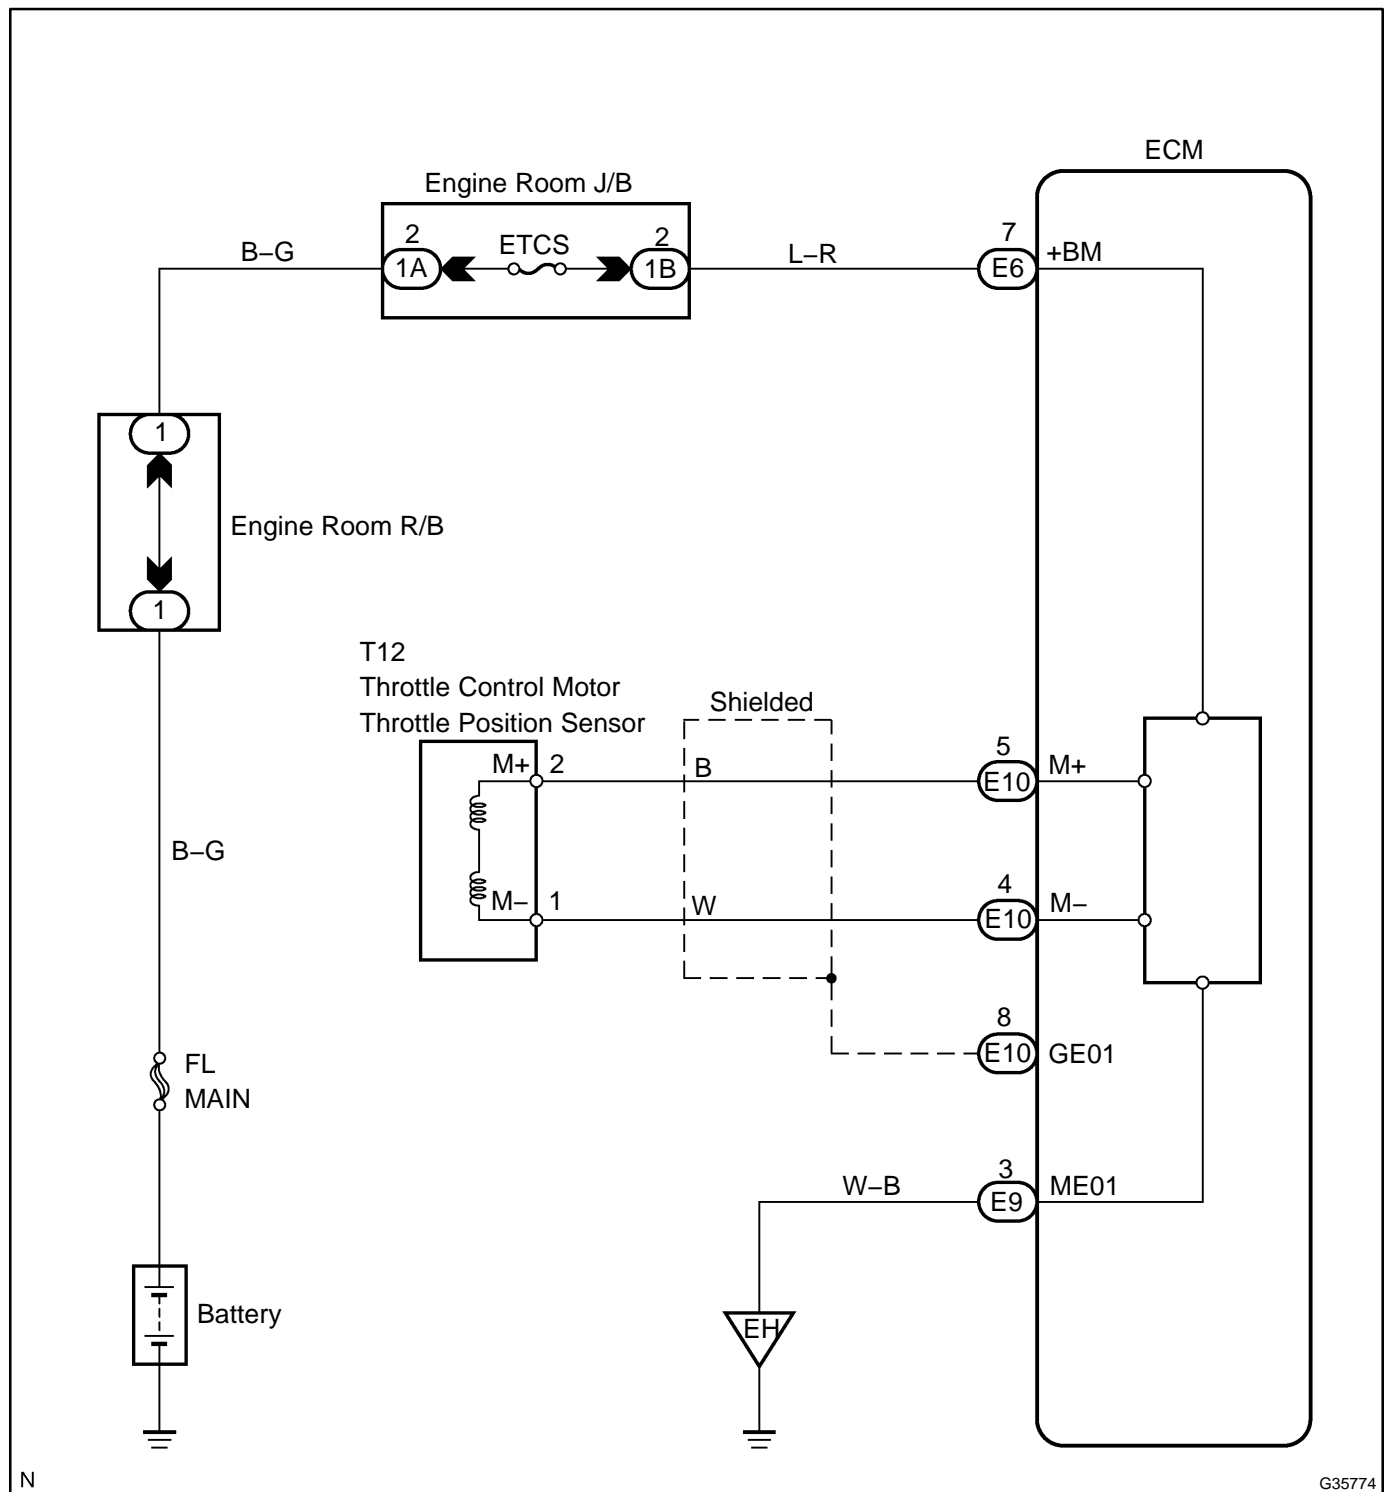 ECM
Engine Room J/B
2
ETCS
2
7
B−G
1A
1B
L−R
E6
+BM
1
Engine Room R/B
1
T12
Throttle Control Motor
Throttle Position Sensor
Shielded
M+
2
B
5
E10
M+
B−G
M−
1
W
4
E10
M−
8
E10
GE01
FL
MAIN
3
W−B
E9
ME01
Battery
EH
N
G35774